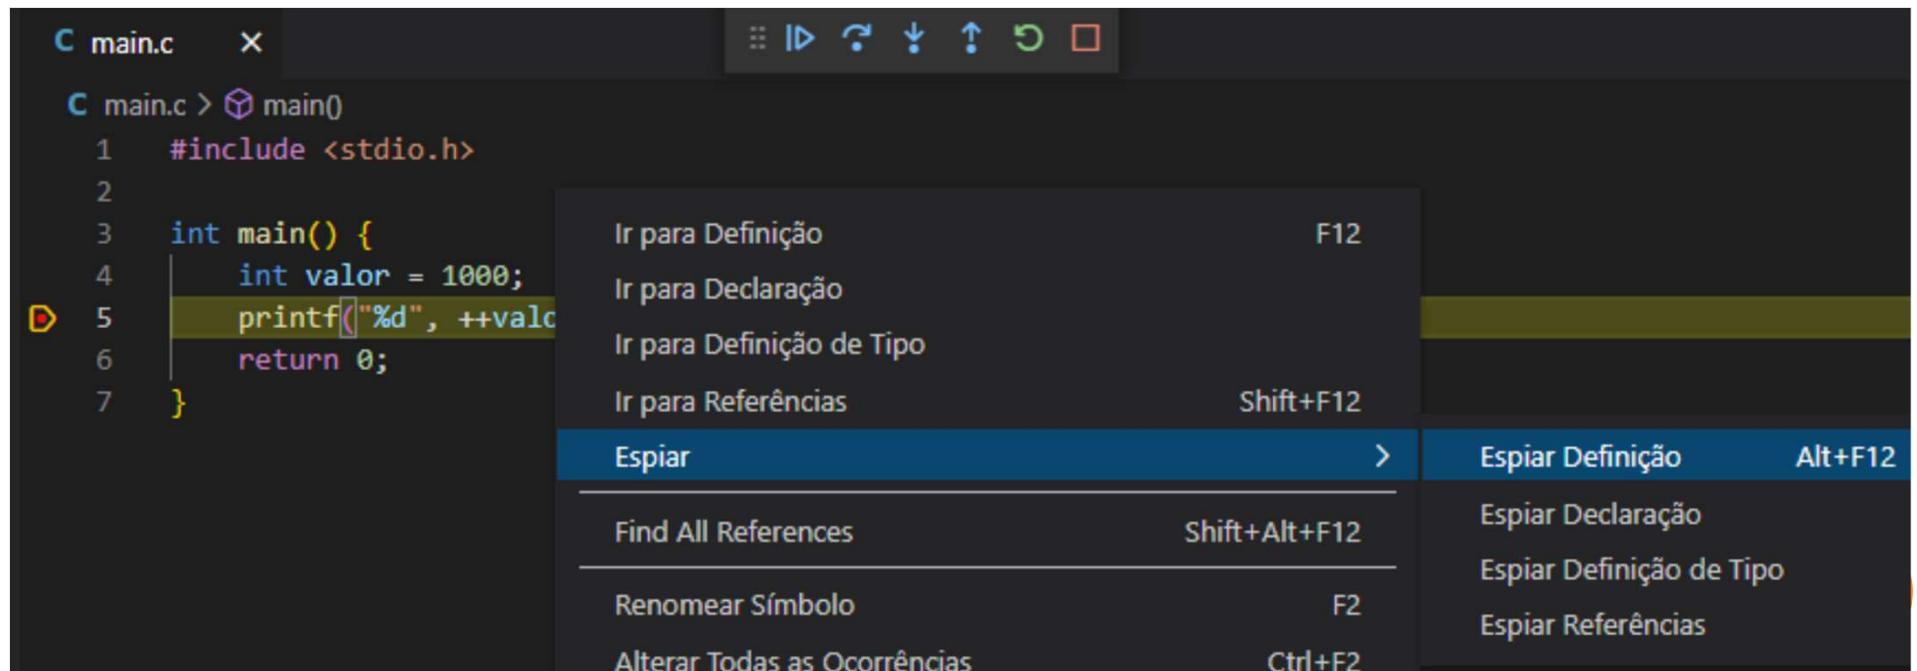 C main.c ×
C main.c > main()
1 #include <stdio.h>
2
3 int main() {
4 int valor = 1000;
5 printf("%d", ++valo
6 return 0;
7 }
Ir para Definição F12
Ir para Declaração
Ir para Definição de Tipo
Ir para Referências Shift+F12
Espiar >
Find All References Shift+Alt+F12
Renomear Símbolo F2
Alterar Todas as Ocorrências Ctrl+F2
Espiar Definição Alt+F12
Espiar Declaração
Espiar Definição de Tipo
Espiar Referências